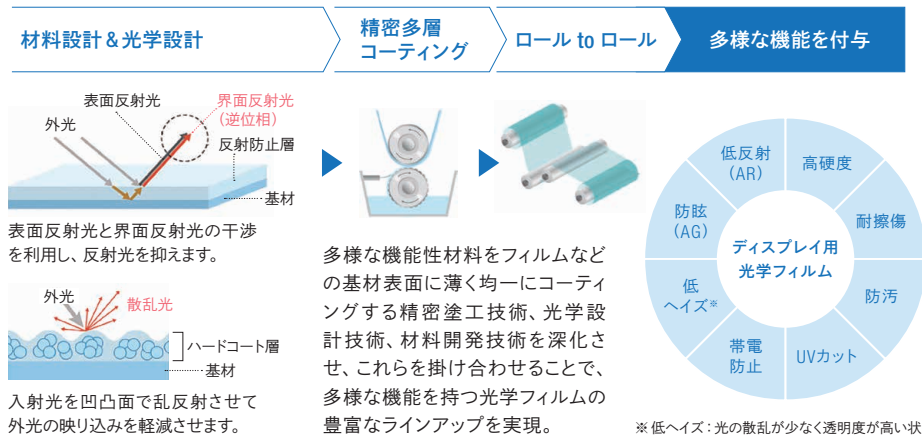 材料設計＆光学設計
精密多層
コーティング
ロール to ロール
多様な機能を付与
表面反射光
界面反射光
（逆位相）
外光
反射防止層
基材
表面反射光と界面反射光の干渉
を利用し、反射光を抑えます。
外光
散乱光
ハードコート層
基材
入射光を凹凸面で乱反射させて
外光の映り込みを軽減させます。
多様な機能性材料をフィルムなど
の基材表面に薄く均一にコーティ
ングする精密塗工技術、光学設
計技術、材料開発技術を深化さ
せ、これらを掛け合わせることで、
多様な機能を持つ光学フィルムの
豊富なラインアップを実現。
低反射
(AR)
高硬度
防眩
(AG)
耐擦傷
ディスプレイ用
光学フィルム
低
ヘイズ※
防汚
帯電
防止
UVカット
※ 低ヘイズ：光の散乱が少なく透明度が高い状